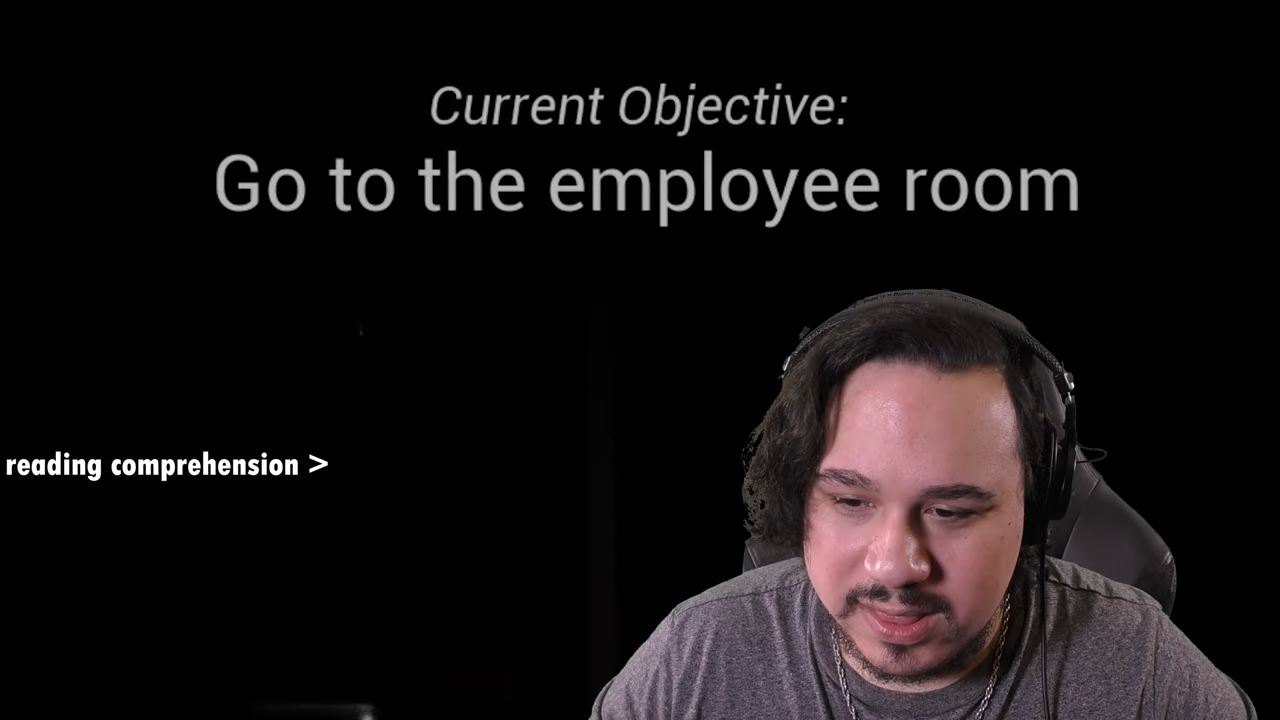 Current Objective:
Go to the employee room
reading comprehension >